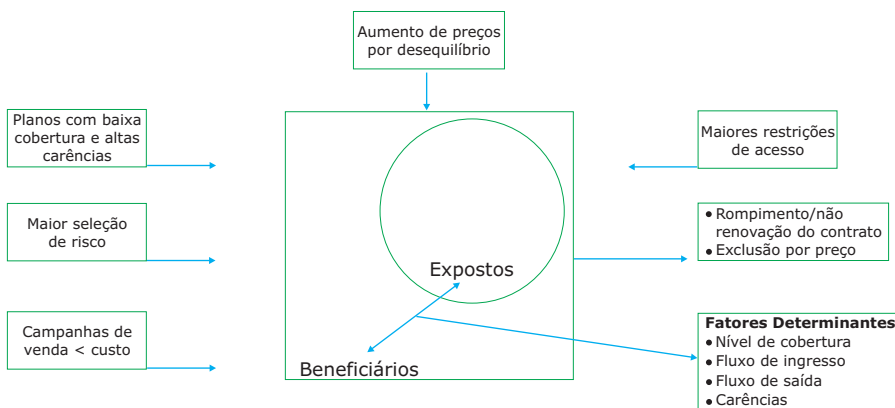 Aumento de preços
por desequilíbrio
Planos com baixa
cobertura e altas
carências
Maiores restrições
de acesso
Maior seleção
de risco
• Rompimento/não
renovação do contrato
• Exclusão por preço
Expostos
Campanhas de
venda < custo
Beneficiários
Fatores Determinantes
• Nível de cobertura
• Fluxo de ingresso
• Fluxo de saída
• Carências